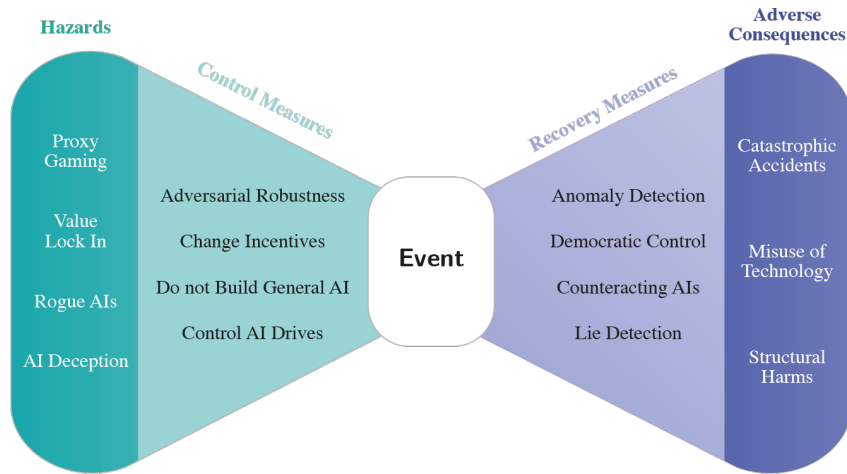 Hazards
Adverse
Consequences
Control Measures
Recovery Measures
Proxy
Gaming
Value
Lock In
Rogue AIs
AI Deception
Adversarial Robustness
Change Incentives
Do not Build General AI
Control AI Drives
Event
Anomaly Detection
Democratic Control
Counteracting AIs
Lie Detection
Catastrophic
Accidents
Misuse of
Technology
Structural
Harms